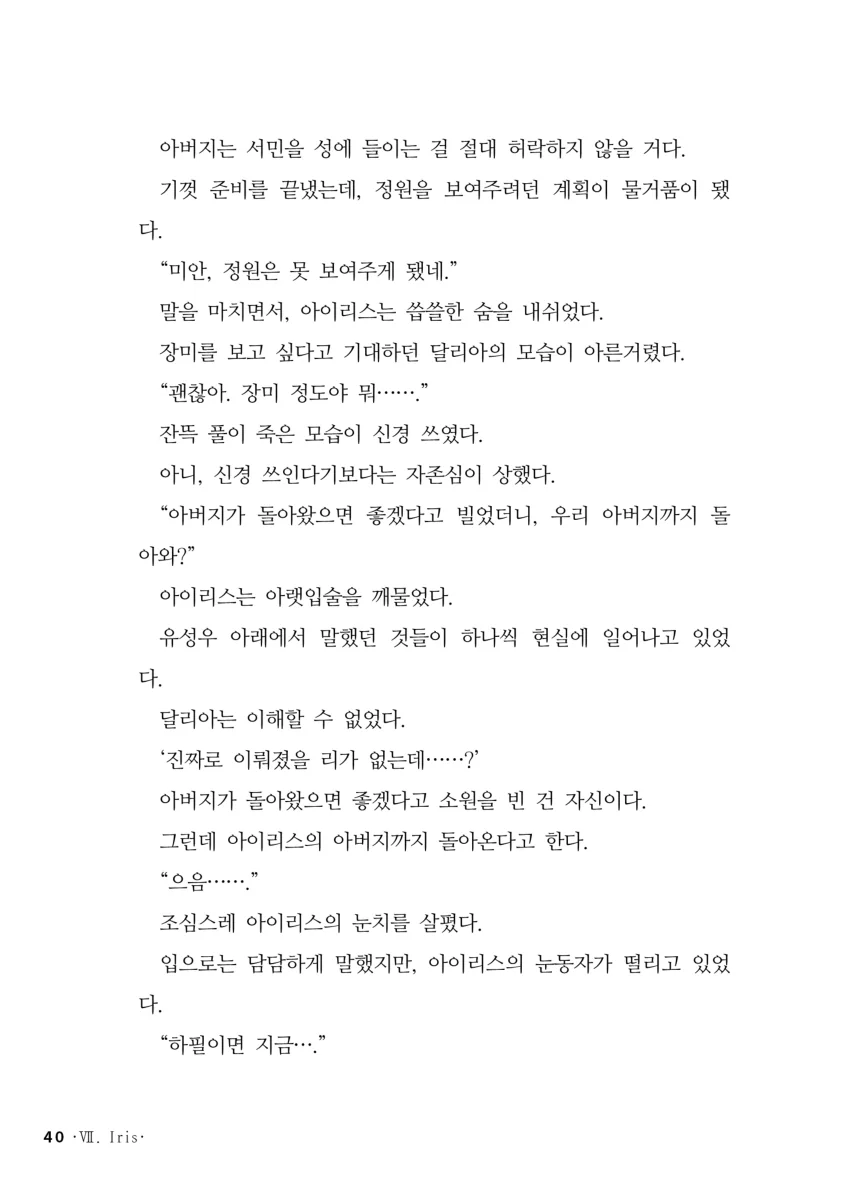 아버지는 서민을 성에 들이는 걸 절대 허락하지 않을 거다.
기껏 준비를 끝냈는데, 정원을 보여주려던 계획이 물거품이 됐
다.
“미안, 정원은 못 보여주게 됐네.”
말을 마치면서, 아이리스는 씁쓸한 숨을 내쉬었다.
장미를 보고 싶다고 기대하던 달리아의 모습이 아른거렸다.
“괜찮아. 장미 정도야 뭐…….”
잔뜩 풀이 죽은 모습이 신경 쓰였다.
아니, 신경 쓰인다기보다는 자존심이 상했다.
“아버지가 돌아왔으면 좋겠다고 빌었더니, 우리 아버지까지 돌
아와?”
아이리스는 아랫입술을 깨물었다.
유성우 아래에서 말했던 것들이 하나씩 현실에 일어나고 있었
다.
달리아는 이해할 수 없었다.
‘진짜로 이뤄졌을 리가 없는데……?’
아버지가 돌아왔으면 좋겠다고 소원을 빈 건 자신이다.
그런데 아이리스의 아버지까지 돌아온다고 한다.
“으음…….”
조심스레 아이리스의 눈치를 살폈다.
입으로는 담담하게 말했지만, 아이리스의 눈동자가 떨리고 있었
다.
“하필이면 지금….”
40 ·Ⅶ. Iris·